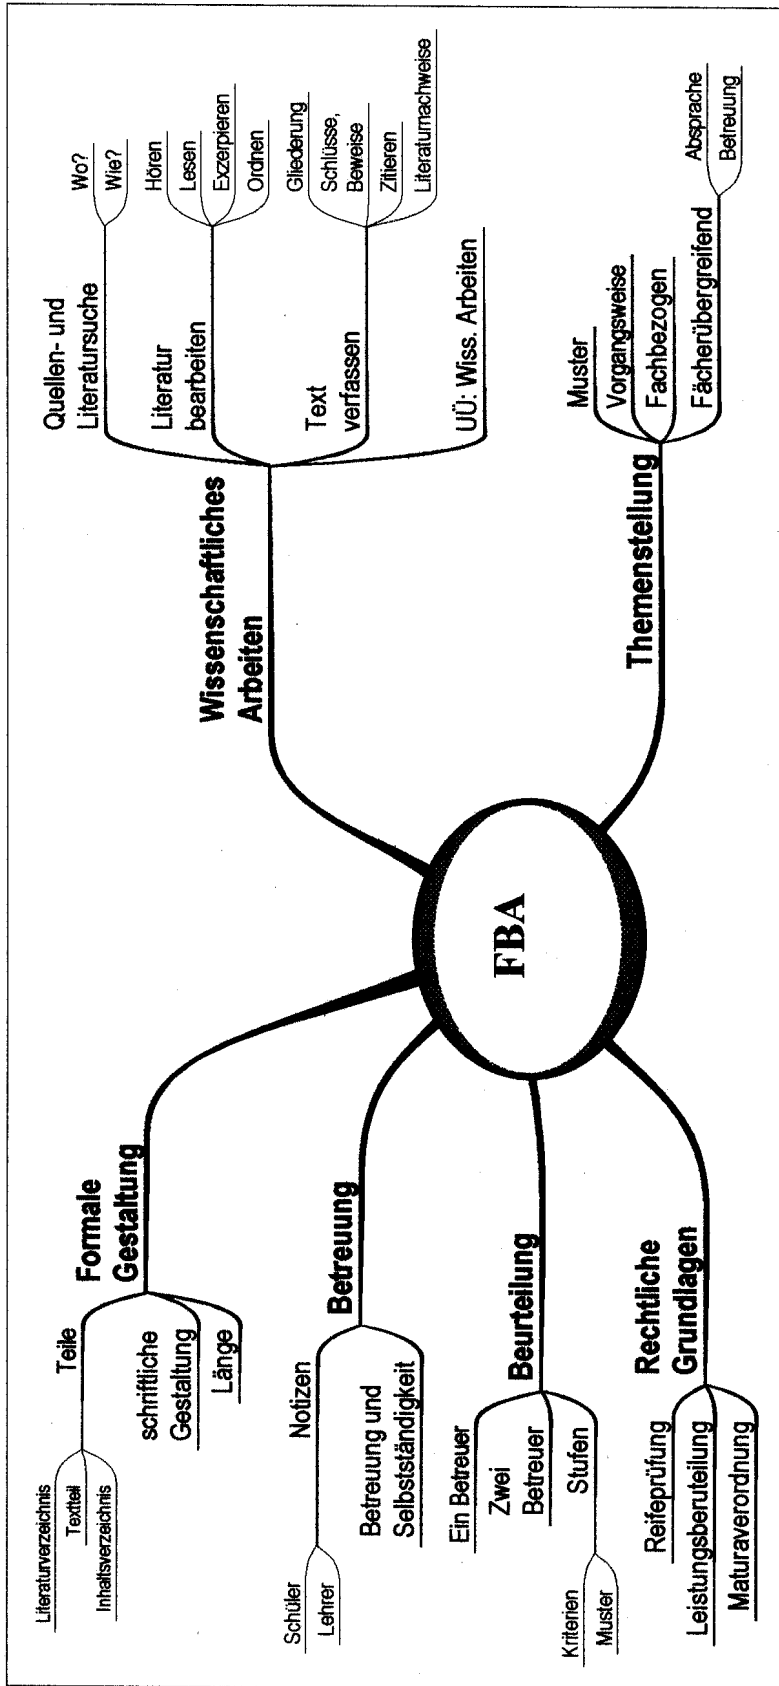 FBA
Wissenschaftliches
Arbeiten
Quellen- und
Literatursuche
Wo?
Wie?
Literatur
bearbeiten
Hören
Lesen
Exzerpieren
Ordnen
Text
verfassen
Gliederung
Schlüsse,
Beweise
Zitieren
Literaturnachweise
UÜ: Wiss. Arbeiten
Themenstellung
Muster
Vorgangsweise
Fachbezogen
Fächerübergreifend
Absprache
Betreuung
Formale
Gestaltung
Teile
Literaturverzeichnis
Textteil
Inhaltsverzeichnis
schriftliche
Gestaltung
Länge
Betreuung
Notizen
Schüler
Lehrer
Betreuung und
Selbstständigkeit
Beurteilung
Ein Betreuer
Zwei
Betreuer
Stufen
Kriterien
Muster
Rechtliche
Grundlagen
Reifeprüfung
Leistungsberuteilung
Maturaverordnung